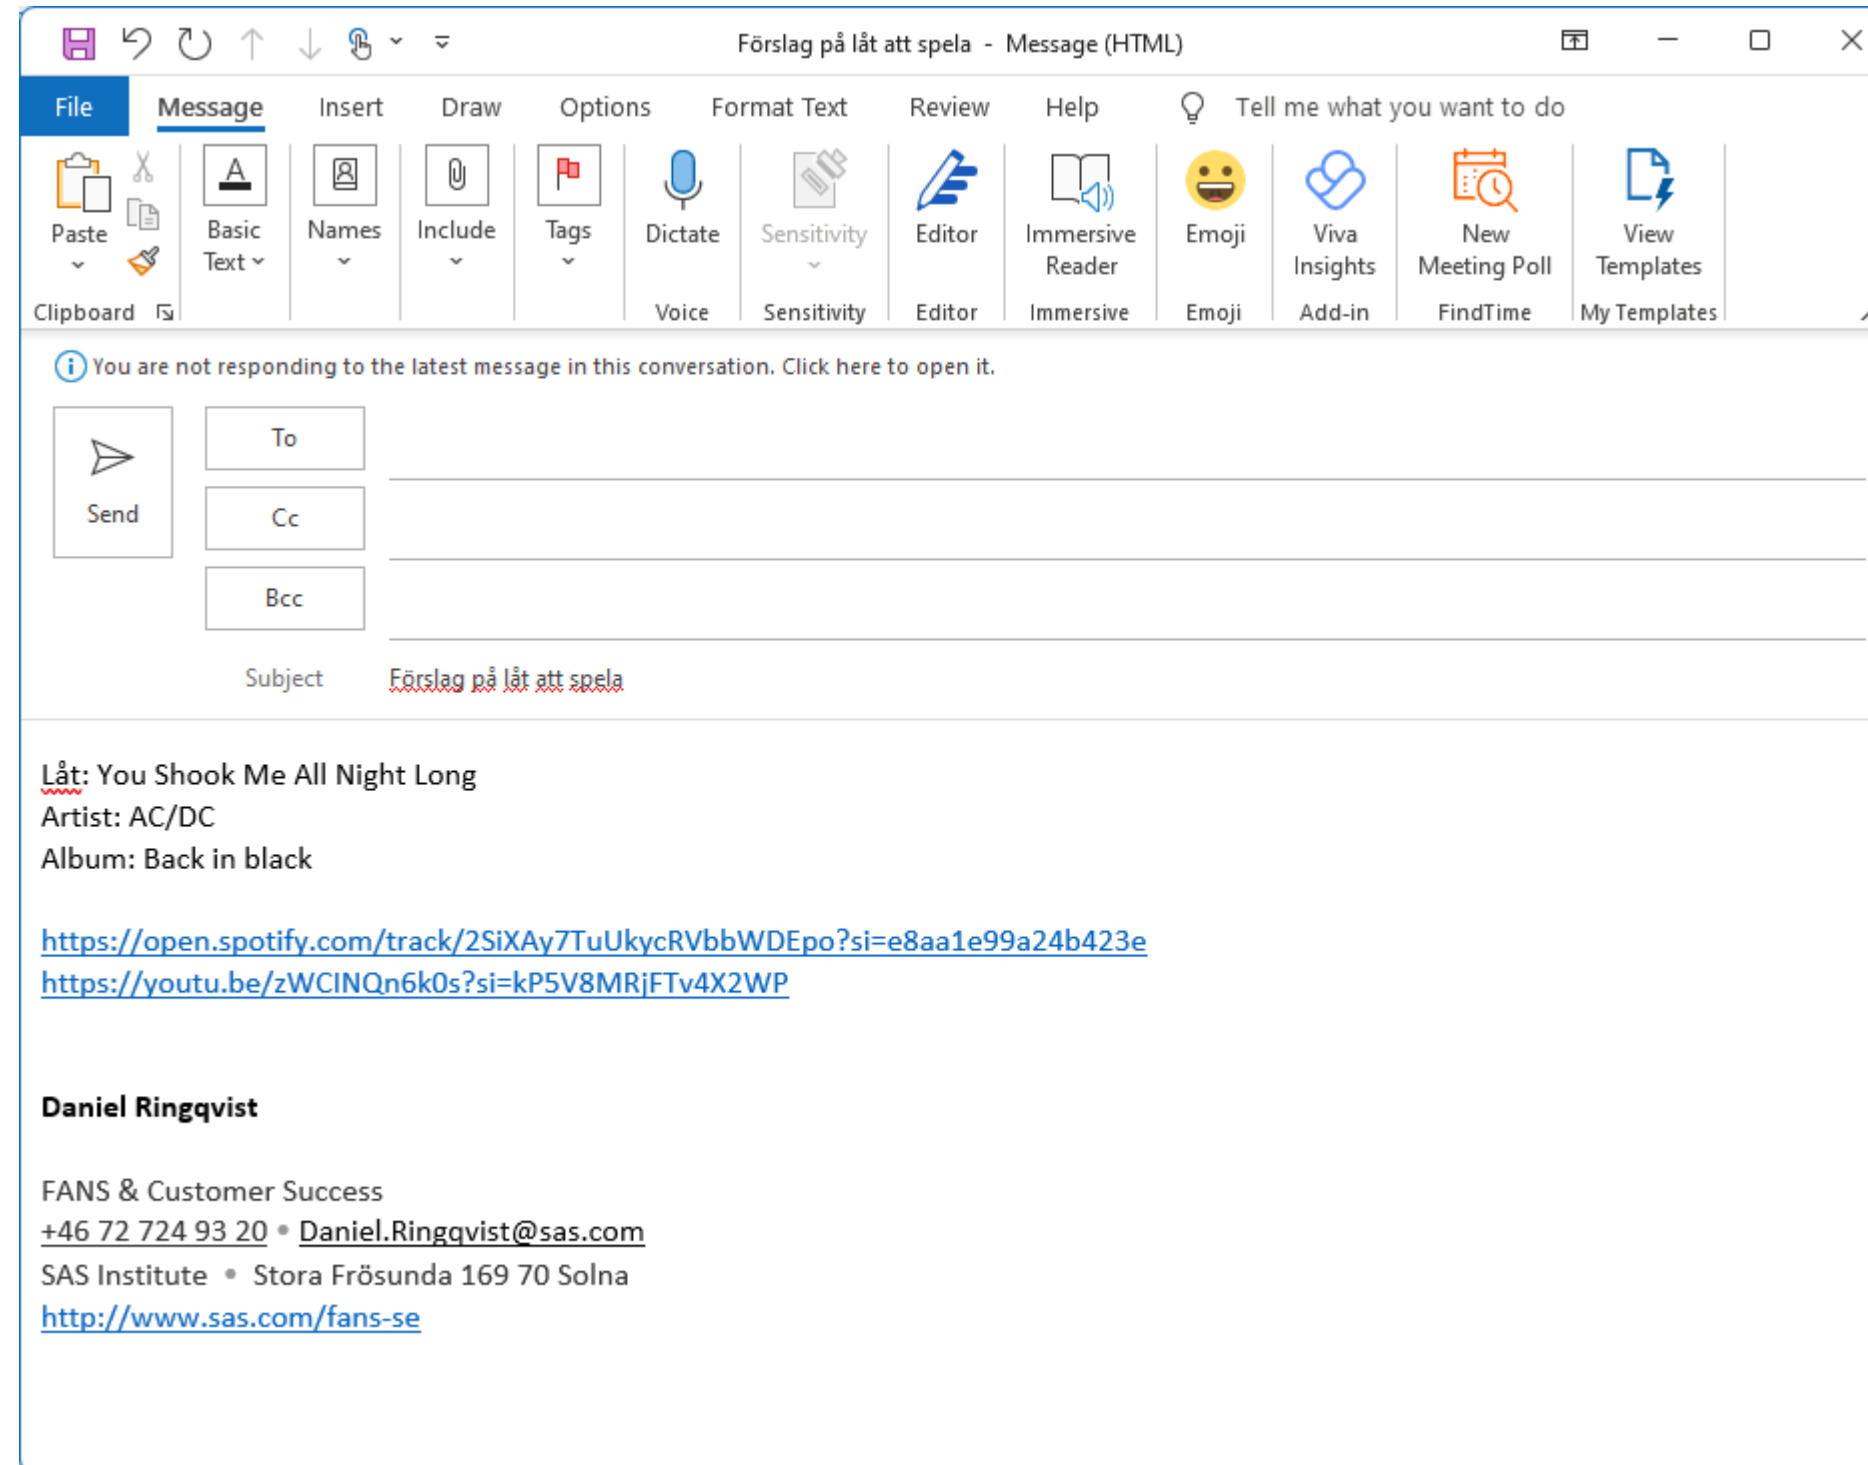 Förslag på låt att spela - Message (HTML)
File Message Insert Draw Options Format Text Review Help Tell me what you want to do
Paste
Basic Text
Names
Include
Tags
Dictate
Sensitivity
Editor
Immersive Reader
Emoji
Viva Insights
New Meeting Poll
View Templates
Clipboard Voice Sensitivity Editor Immersive Emoji Add-in FindTime My Templates
You are not responding to the latest message in this conversation. Click here to open it.
Send
To
Cc
Bcc
Subject Förslag på låt att spela
Låt: You Shook Me All Night Long
Artist: AC/DC
Album: Back in black
https://open.spotify.com/track/2SiXAy7TuUkycRVbbWDEpo?si=e8aa1e99a24b423e
https://youtu.be/zWCINQn6k0s?si=kP5V8MRjFTv4X2WP
Daniel Ringqvist
FANS & Customer Success
+46 72 724 93 20 • Daniel.Ringqvist@sas.com
SAS Institute • Stora Frösunda 169 70 Solna
http://www.sas.com/fans-se